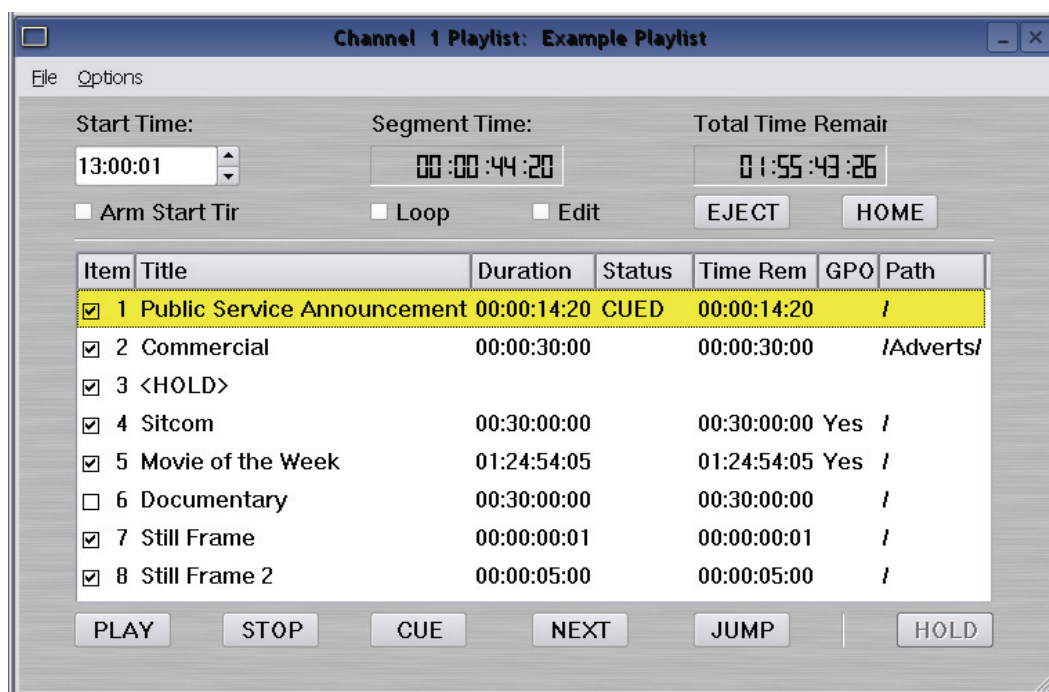 Channel 1 Playlist: Example Playlist
File Options
Start Time: Segment Time: Total Time Remair
13:00:01 00:00:44:20 01:55:43:26
Arm Start Tir Loop Edit EJECT HOME
Item Title Duration Status Time Rem GPO Path
1 Public Service Announcement 00:00:14:20 CUED 00:00:14:20 /
2 Commercial 00:00:30:00 00:00:30:00 /Adverts/
3 <HOLD>
4 Sitcom 00:30:00:00 00:30:00:00 Yes /
5 Movie of the Week 01:24:54:05 01:24:54:05 Yes /
6 Documentary 00:30:00:00 00:30:00:00 /
7 Still Frame 00:00:00:01 00:00:00:01 /
8 Still Frame 2 00:00:05:00 00:00:05:00 /
PLAY STOP CUE NEXT JUMP HOLD